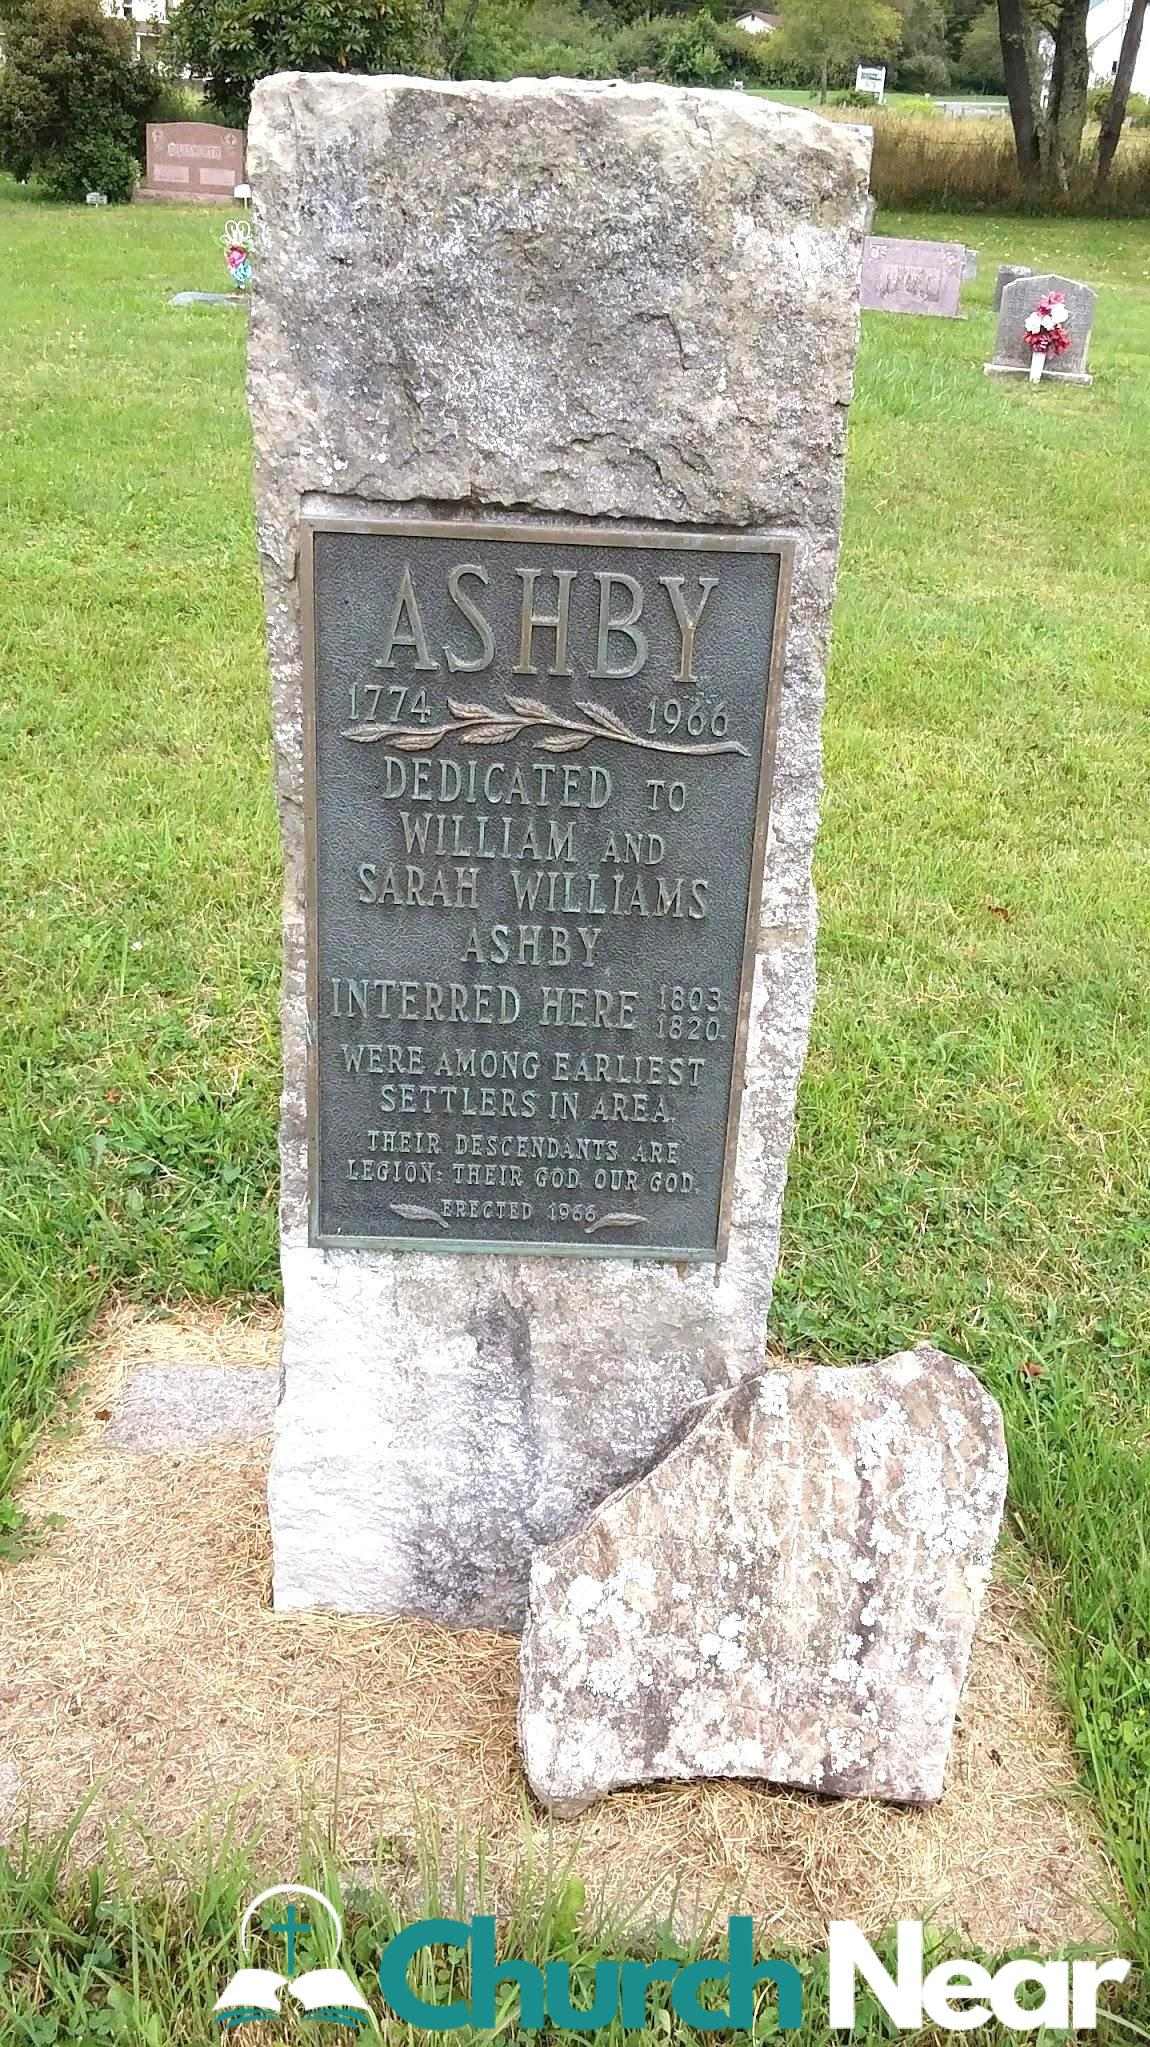 ASHBY
1774 1966
DEDICATED TO
WILLIAM AND
SARAH WILLIAMS
ASHBY
INTERRED HERE 1803.
1820.
WERE AMONG EARLIEST
SETTLERS IN AREA.
THEIR DESCENDANTS ARE
LEGION: THEIR GOD OUR GOD.
ERECTED 1966
Church Near